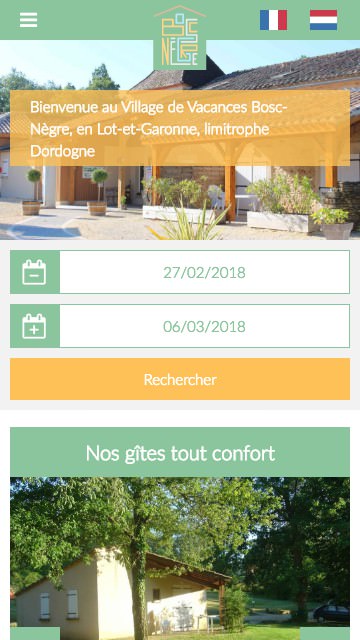 BOSC
NÈGRE
Bienvenue au Village de Vacances Bosc-
Nègre, en Lot-et-Garonne, limitrophe
Dordogne
27/02/2018
06/03/2018
Rechercher
Nos gîtes tout confort